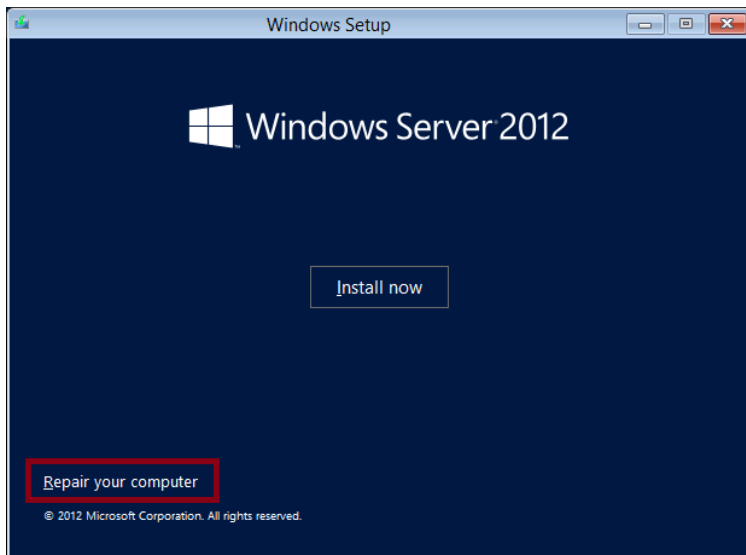 Windows Setup
Windows Server 2012
Install now
Repair your computer
© 2012 Microsoft Corporation. All rights reserved.